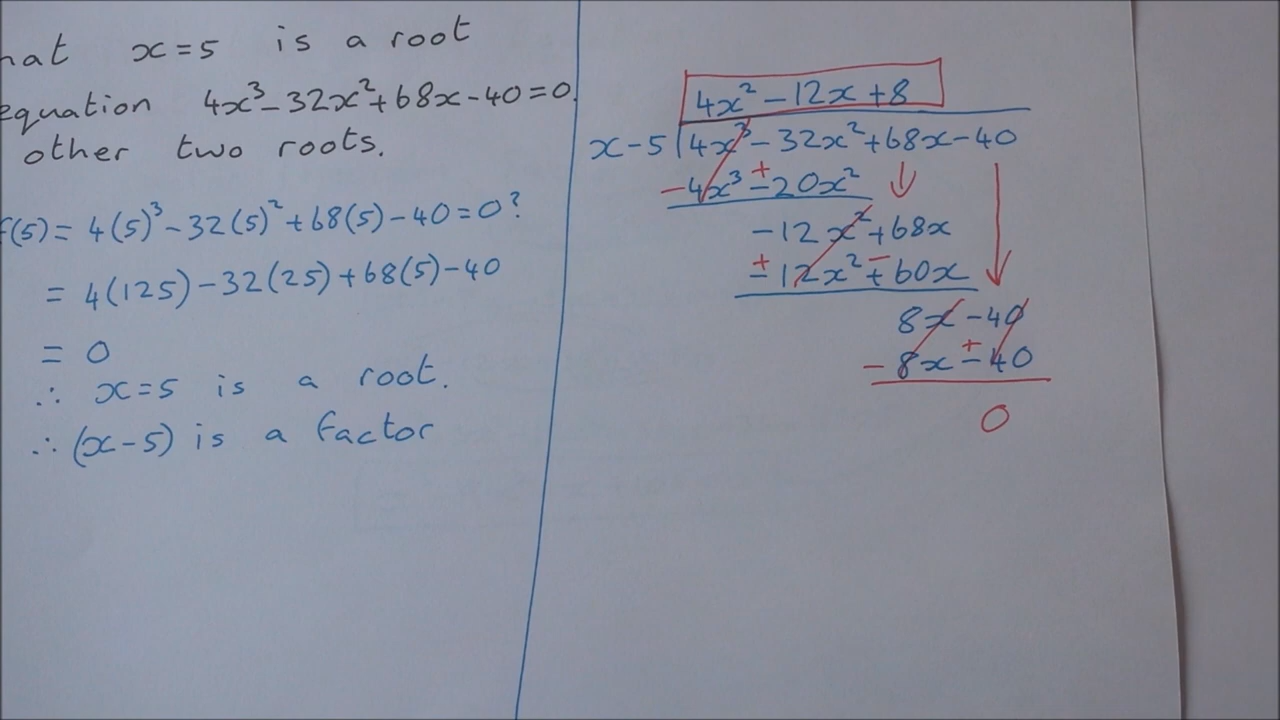 hat x=5 is a root
equation 4x³-32x²+68x-40=0.
other two roots.
f(5) = 4(5)³-32(5)²+68(5)-40=0?
= 4(125)-32(25)+68(5)-40
= 0
∴ x=5 is a root.
∴ (x-5) is a factor
4x²-12x+8
x-5|4x³-32x²+68x-40
-4x³ ± 20x²
-12x²+68x
± 12x² ∓ 60x
8x-40
-8x ± 40
0